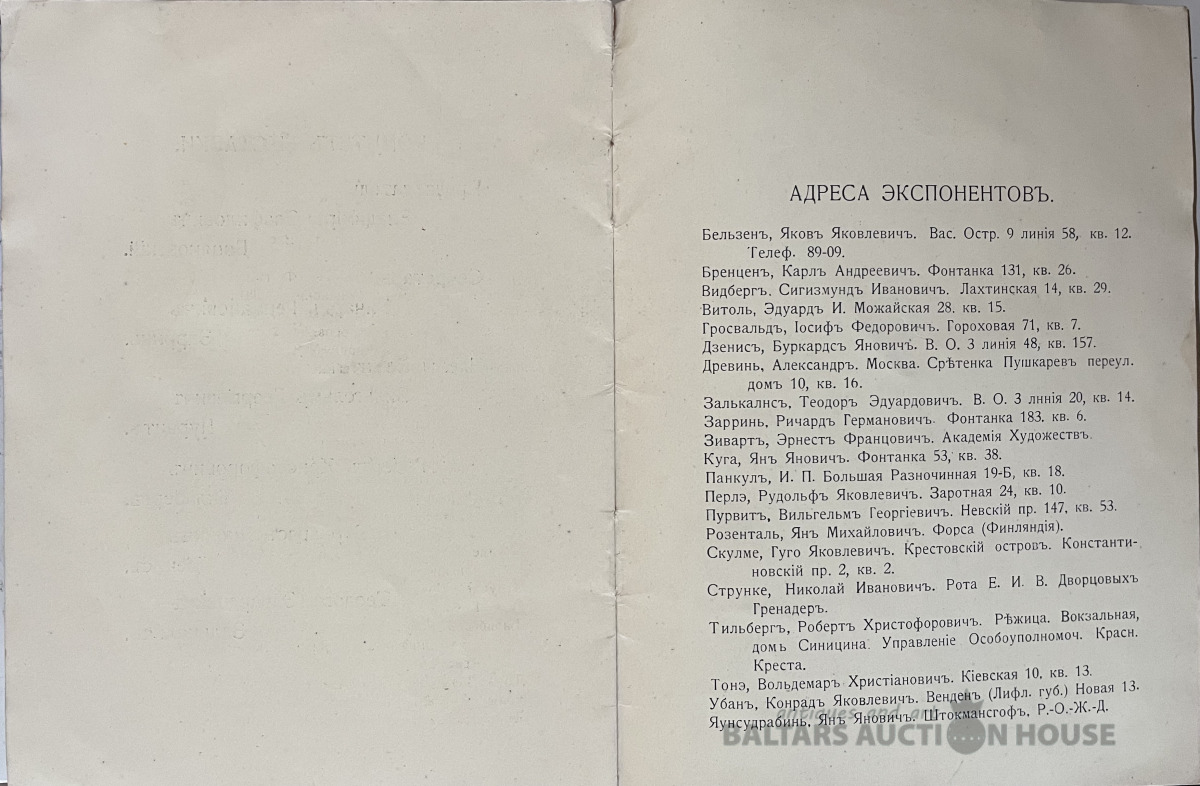 АДРЕСА ЭКСПОНЕНТОВЪ.
Бельзенъ, Яковъ Яковлевичъ. Вас. Остр. 9 линія 58, кв. 12.
Телеф. 89-09.
Бренценъ, Карлъ Андреевичъ. Фонтанка 131, кв. 26.
Видбергъ, Сигизмундъ Ивановичъ. Лахтинская 14, кв. 29.
Витоль, Эдуардъ И. Можайская 28, кв. 15.
Гросвальдъ, Іосифъ Федоровичъ. Гороховая 71, кв. 7.
Дзенисъ, Буркардсъ Яновичъ. В. О. 3 линія 48, кв. 157.
Древинь, Александръ. Москва. Срѣтенка Пушкаревъ переул.
домъ 10, кв. 16.
Залькалнсъ, Теодоръ Эдуардовичъ. В. О. 3 лннія 20, кв. 14.
Зарринь, Ричардъ Германовичъ. Фонтанка 183. кв. 6.
Зивартъ, Эрнестъ Францовичъ. Академія Художествъ.
Куга, Янъ Яновичъ. Фонтанка 53, кв. 38.
Панкулъ, И. П. Большая Разночинная 19-Б, кв. 18.
Перлэ, Рудольфъ Яковлевичъ. Заротная 24, кв. 10.
Пурвитъ, Вильгельмъ Георгіевичъ. Невскій пр. 147, кв. 53.
Розенталь, Янъ Михайловичъ. Форса (Финляндія).
Скулме, Гуго Яковлевичъ. Крестовскій островъ. Константи-
новскій пр. 2, кв. 2.
Струнке, Николай Ивановичъ. Рота Е. И. В. Дворцовыхъ
Гренадеръ.
Тильбергъ, Робертъ Христофоровичъ. Рѣжица. Вокзальная,
домъ Синицина. Управленіе Особоуполномоч. Красн.
Креста.
Тонэ, Вольдемаръ Христіановичъ. Кіевская 10, кв. 13.
Убанъ, Конрадъ Яковлевичъ. Венденъ (Лифл. губ.) Новая 13.
Яунсудрабинь, Янъ Яновичъ. Штокмансгофъ, Р.-О.-Ж.-Д.
antiques and art
BALTARS AUCTION HOUSE